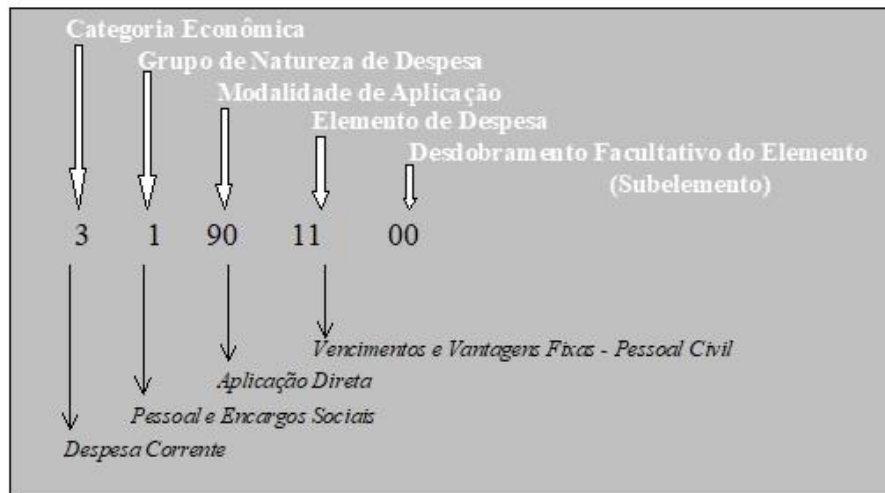 Categoria Econômica
Grupo de Natureza de Despesa
Modalidade de Aplicação
Elemento de Despesa
Desdobramento Facultativo do Elemento
(Subelemento)
3 1 90 11 00
Vencimentos e Vantagens Fixas - Pessoal Civil
Aplicação Direta
Pessoal e Encargos Sociais
Despesa Corrente